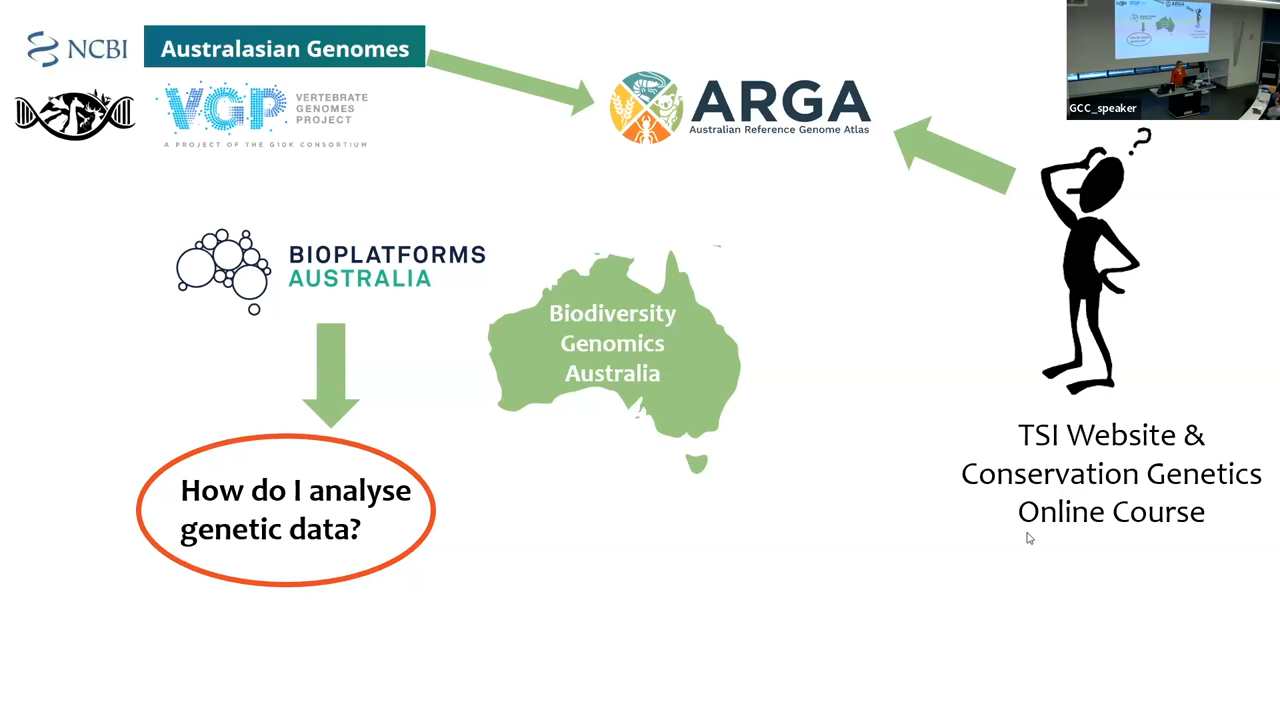 NCBI
Australasian Genomes
VGP
VERTEBRATE
GENOMES
PROJECT
A PROJECT OF THE G10K CONSORTIUM
ARGA
Australian Reference Genome Atlas
GCC_speaker
?
BIOPLATFORMS
AUSTRALIA
Biodiversity
Genomics
Australia
How do I analyse
genetic data?
TSI Website &
Conservation Genetics
Online Course